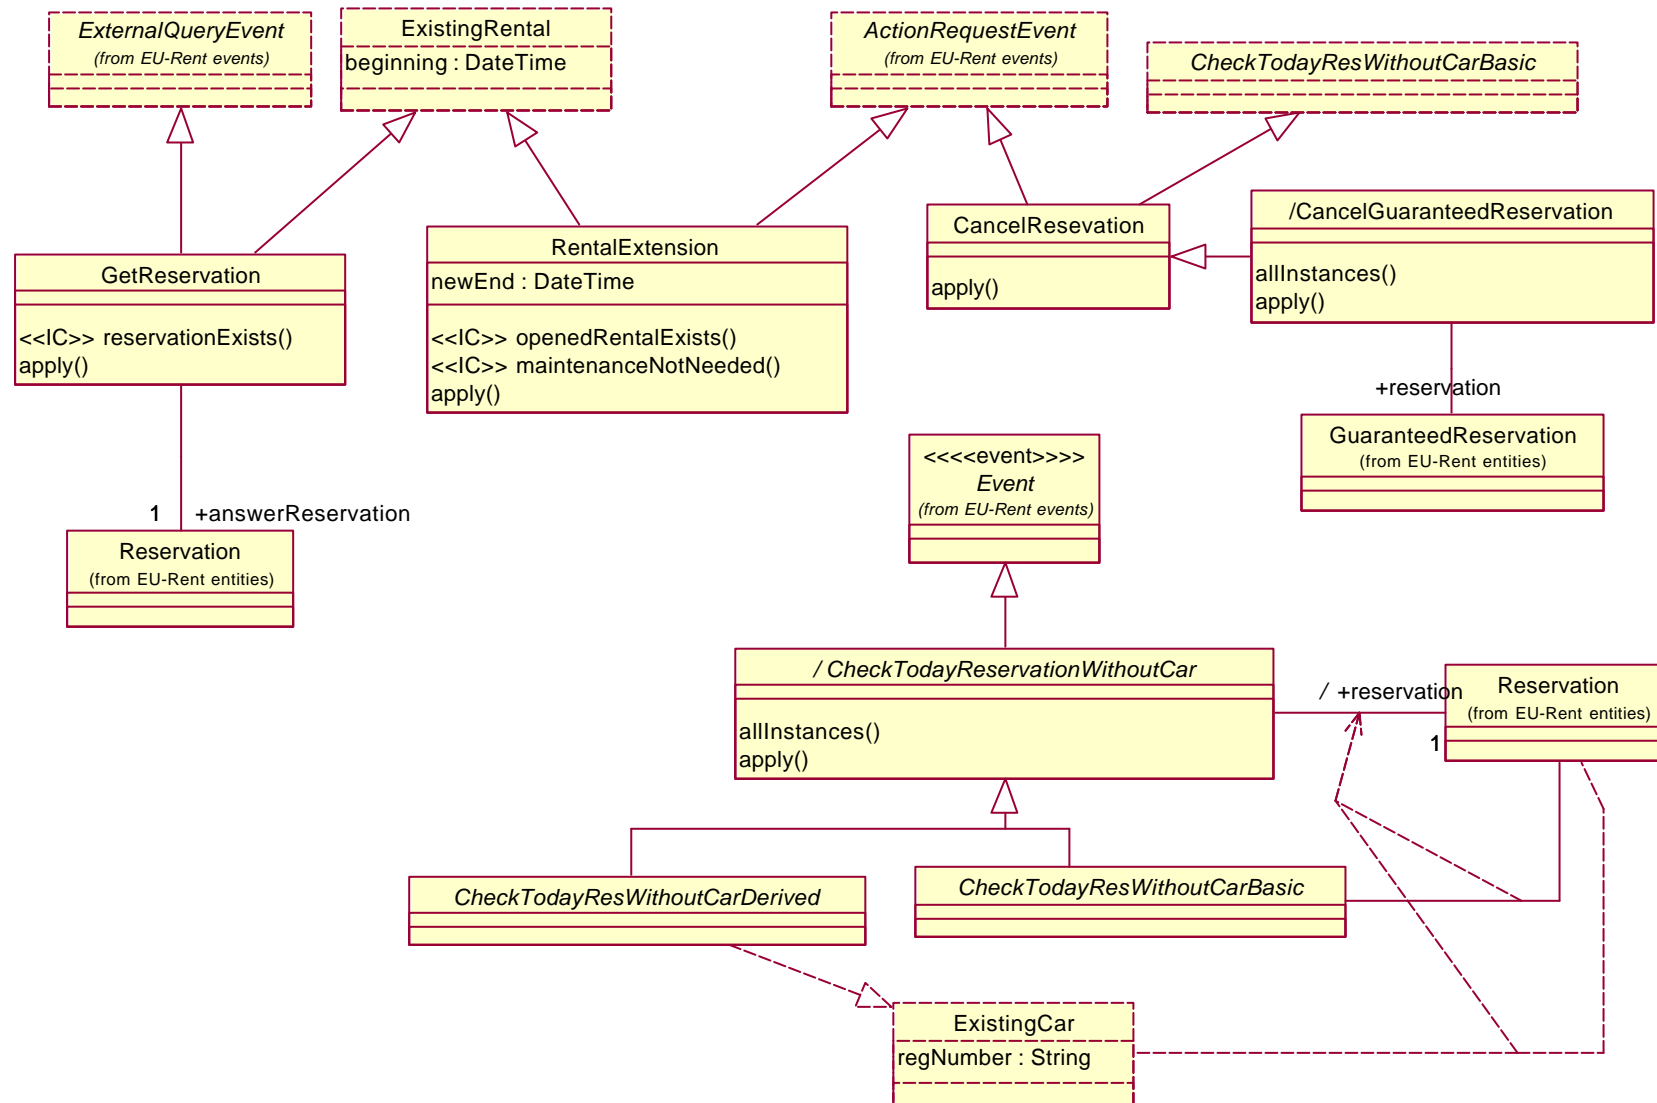 ExternalQueryEvent
(from EU-Rent events)
ExistingRental
beginning : DateTime
ActionRequestEvent
(from EU-Rent events)
CheckTodayResWithoutCarBasic
GetReservation
<<IC>> reservationExists()
apply()
RentalExtension
newEnd : DateTime
<<IC>> openedRentalExists()
<<IC>> maintenanceNotNeeded()
apply()
CancelResevation
apply()
/CancelGuaranteedReservation
allInstances()
apply()
+reservation
GuaranteedReservation
(from EU-Rent entities)
1 +answerReservation
Reservation
(from EU-Rent entities)
<<<<event>>>>
Event
(from EU-Rent events)
/ CheckTodayReservationWithoutCar
allInstances()
apply()
/ +reservation
1
Reservation
(from EU-Rent entities)
CheckTodayResWithoutCarDerived
CheckTodayResWithoutCarBasic
ExistingCar
regNumber : String